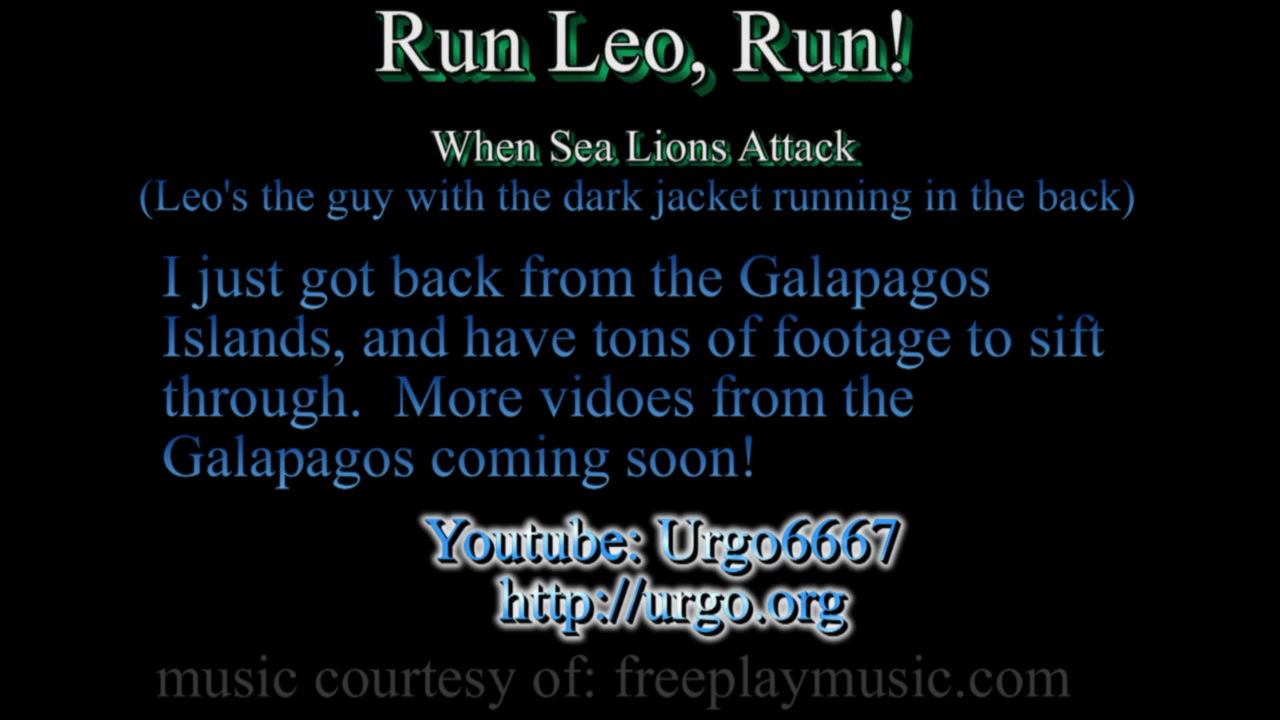 Run Leo, Run!
When Sea Lions Attack
(Leo's the guy with the dark jacket running in the back)
I just got back from the Galapagos
Islands, and have tons of footage to sift
through.  More vidoes from the
Galapagos coming soon!
Youtube: Urgo6667
http://urgo.org
music courtesy of: freeplaymusic.com